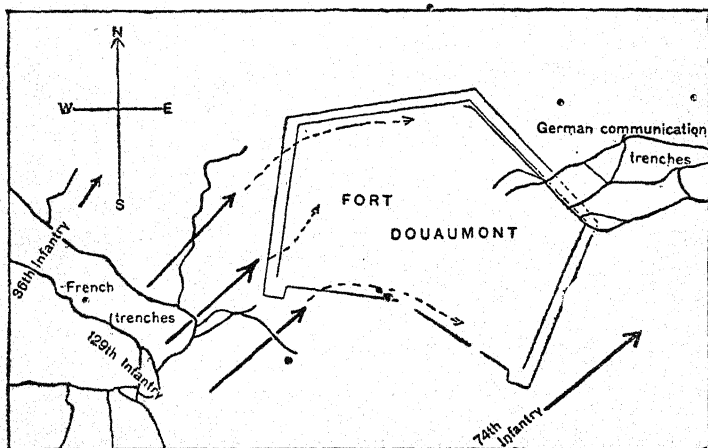 N
W E
S
German communication
trenches
FORT
DOUAUMONT
36th Infantry
French
trenches
129th Infantry
74th
Infantry